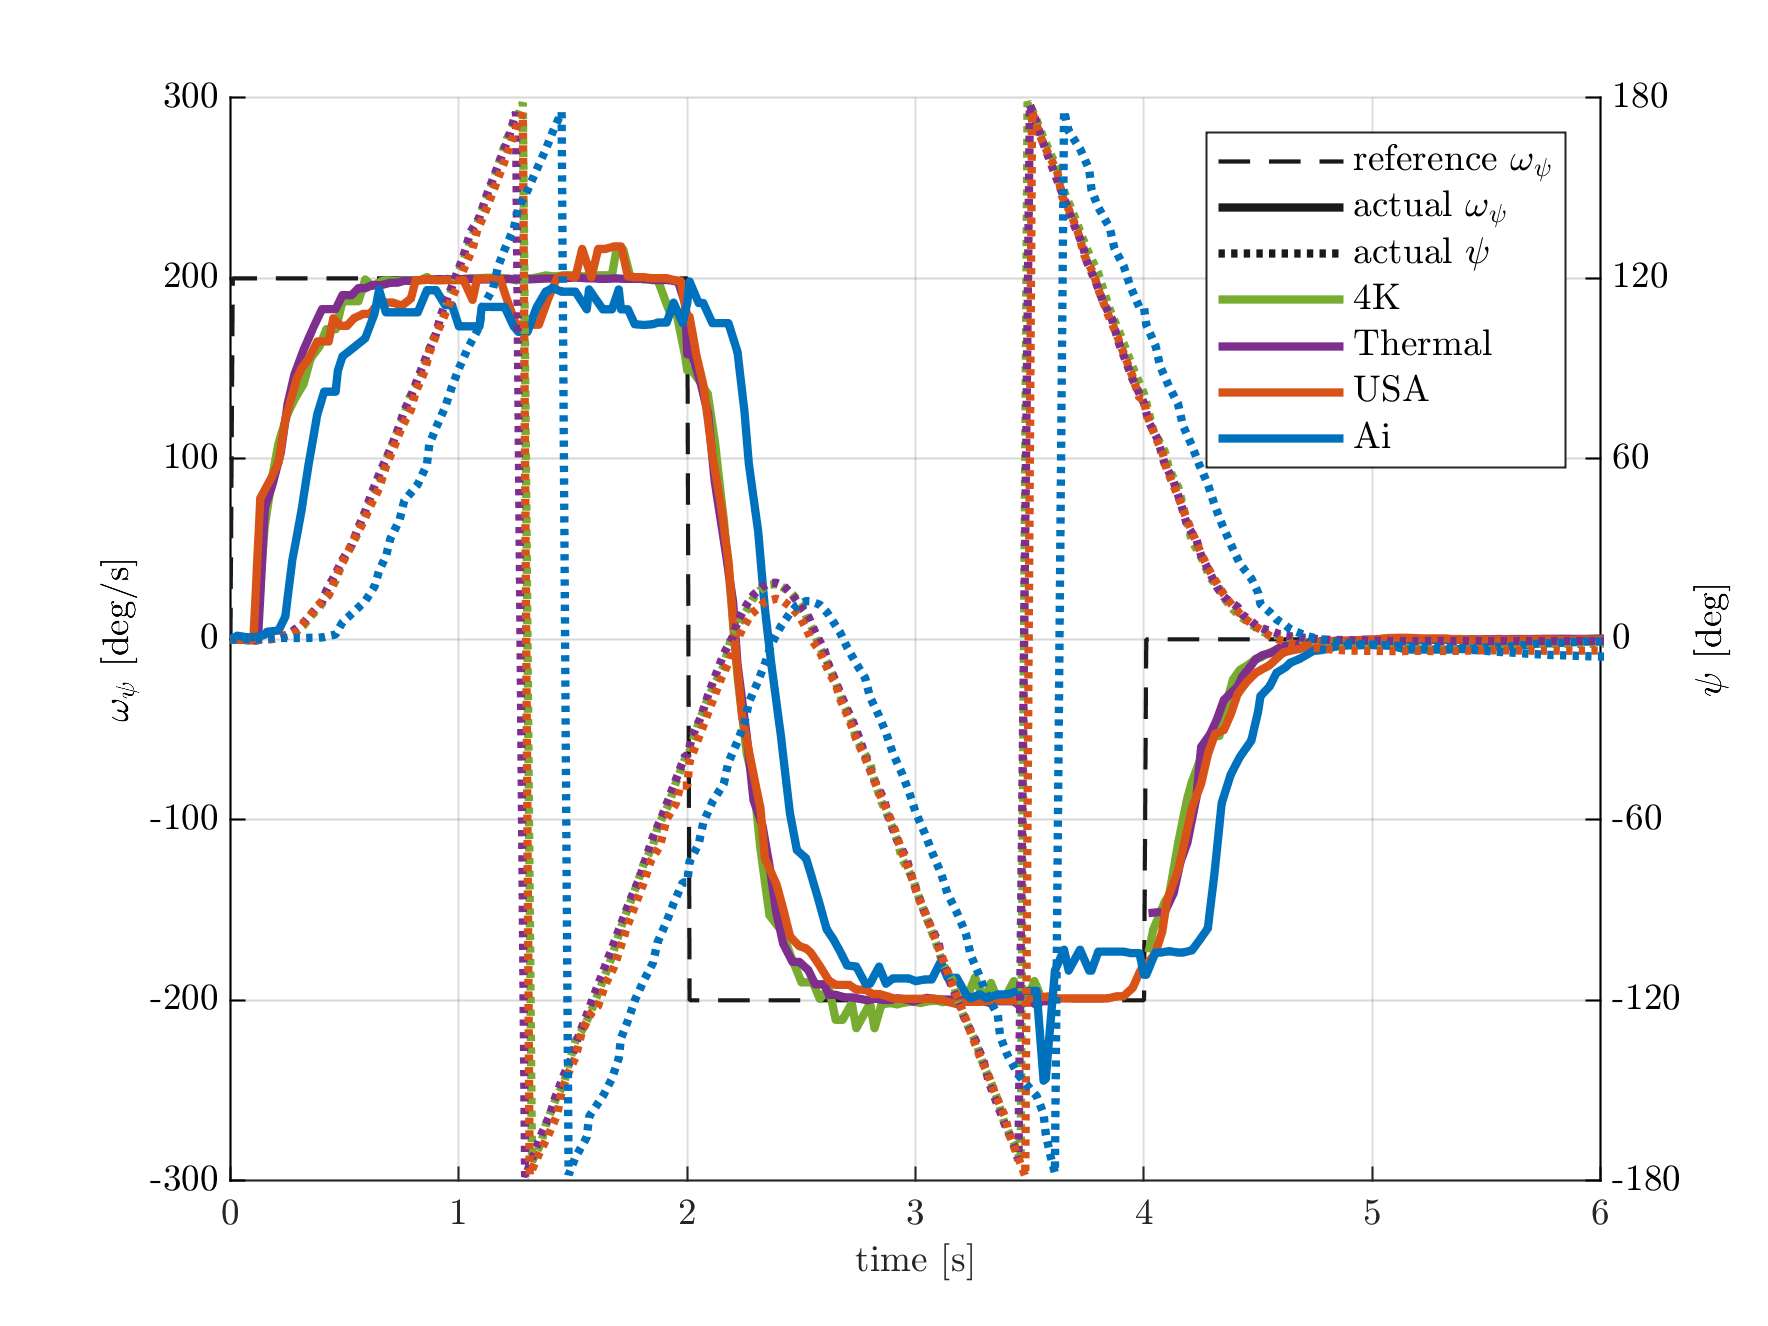 300
200
100
0
-100
-200
-300
ω_ψ [deg/s]
180
120
60
0
-60
-120
-180
ψ [deg]
0 1 2 3 4 5 6
time [s]
reference ω_ψ
actual ω_ψ
actual ψ
4K
Thermal
USA
Ai